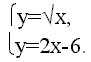 ⎧y=√x,
⎩y=2x-6.